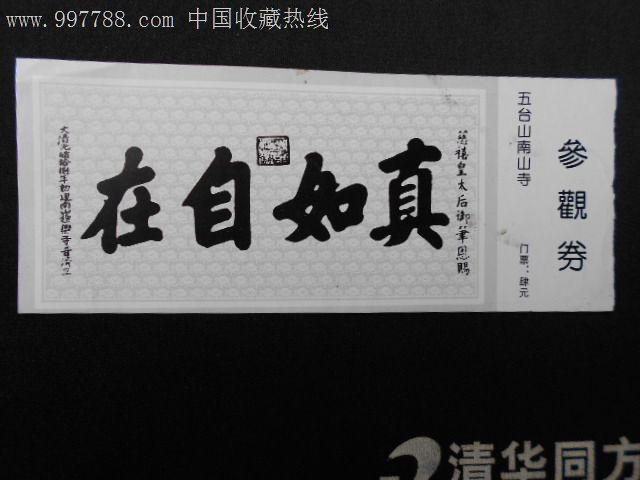 www.997788.com 中国收藏热线
參觀券
五台山南山寺
门票：肆元
慈禧皇太后御筆恩賜
真如自在
清华同方